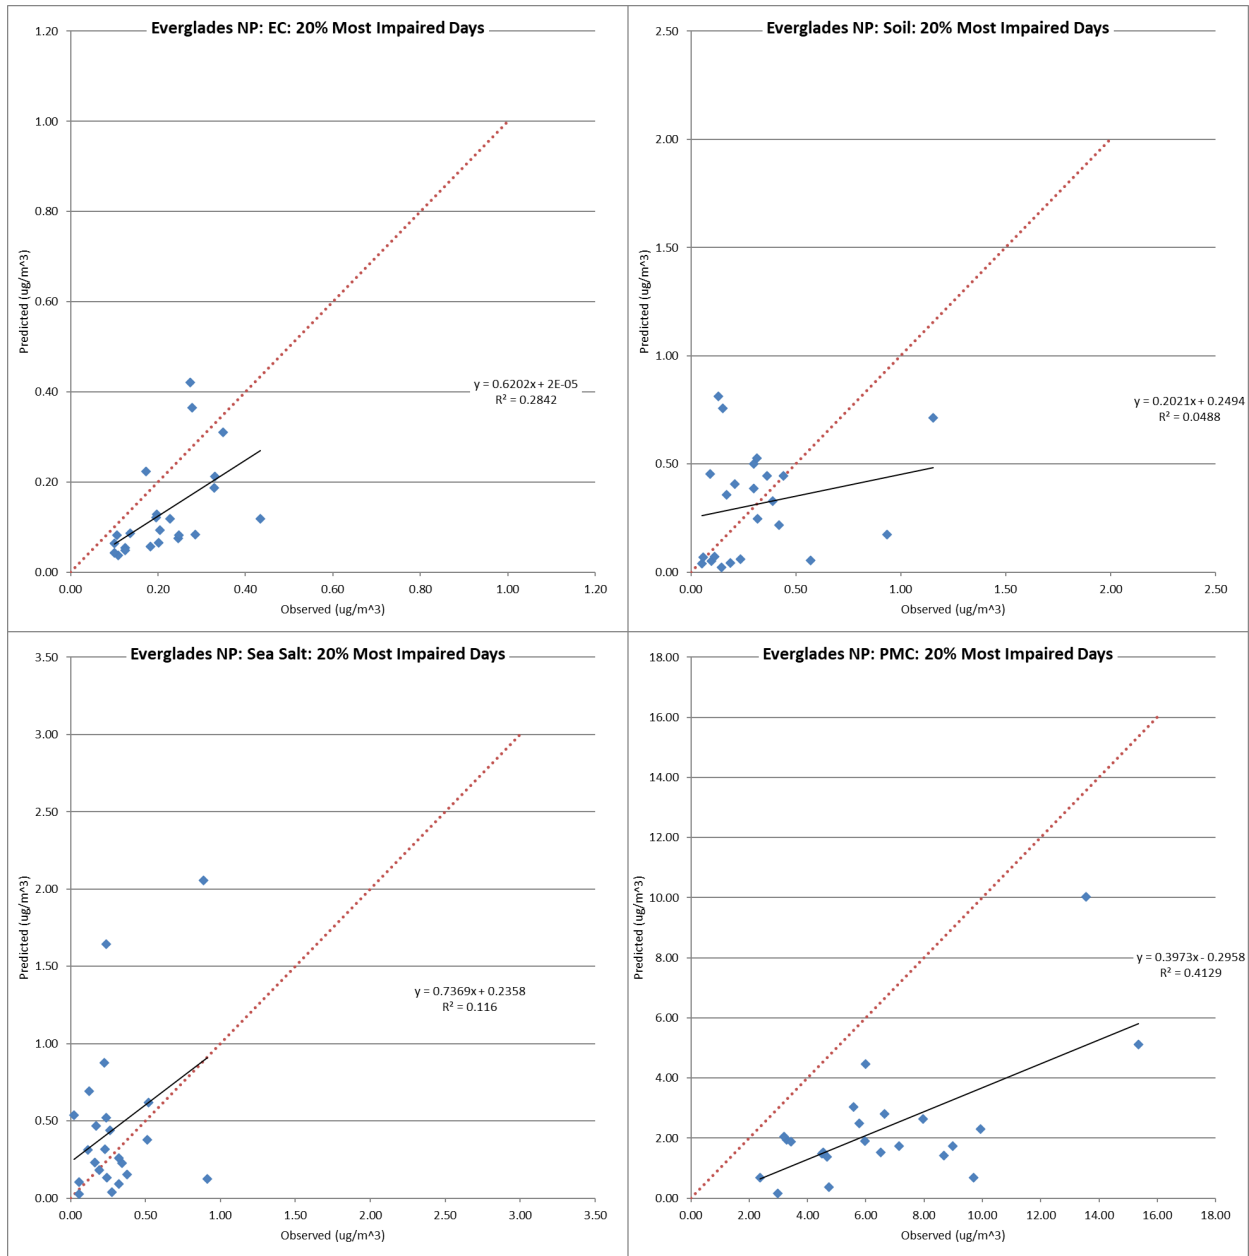 Everglades NP: EC: 20% Most Impaired Days
1.20
1.00
0.80
0.60
0.40
0.20
0.00
Predicted (ug/m^3)
y = 0.6202x + 2E-05
R² = 0.2842
0.00 0.20 0.40 0.60 0.80 1.00 1.20
Observed (ug/m^3)
Everglades NP: Soil: 20% Most Impaired Days
2.50
2.00
1.50
1.00
0.50
0.00
Predicted (ug/m^3)
y = 0.2021x + 0.2494
R² = 0.0488
0.00 0.50 1.00 1.50 2.00 2.50
Observed (ug/m^3)
Everglades NP: Sea Salt: 20% Most Impaired Days
3.50
3.00
2.50
2.00
1.50
1.00
0.50
0.00
Predicted (ug/m^3)
y = 0.7369x + 0.2358
R² = 0.116
0.00 0.50 1.00 1.50 2.00 2.50 3.00 3.50
Observed (ug/m^3)
Everglades NP: PMC: 20% Most Impaired Days
18.00
16.00
14.00
12.00
10.00
8.00
6.00
4.00
2.00
0.00
Predicted (ug/m^3)
y = 0.3973x - 0.2958
R² = 0.4129
0.00 2.00 4.00 6.00 8.00 10.00 12.00 14.00 16.00 18.00
Observed (ug/m^3)